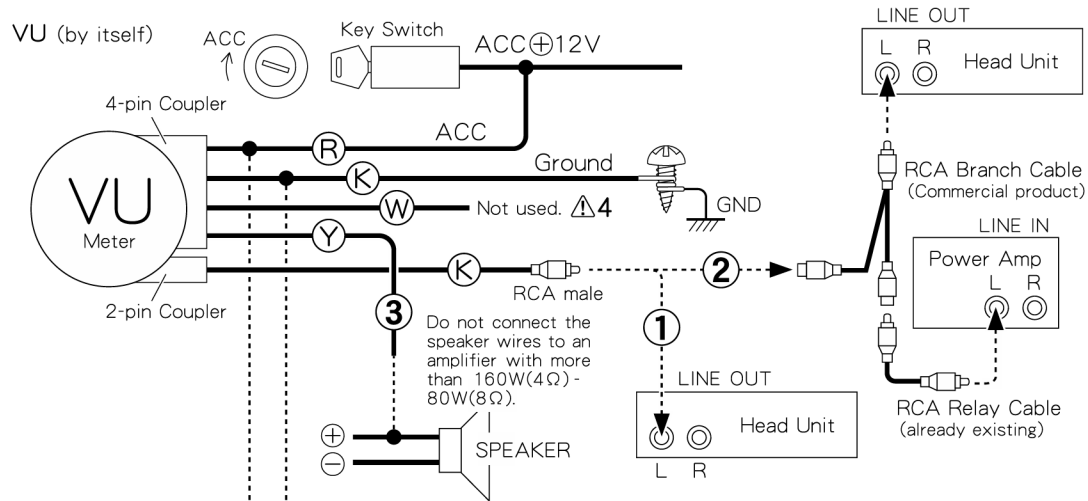 VU (by itself)
ACC
Key Switch
ACC⊕12V
LINE OUT
L R
Head Unit
4-pin Coupler
R
ACC
K
Ground
GND
W
Not used. ⚠4
Y
VU
Meter
K
RCA male
2-pin Coupler
RCA Branch Cable
(Commercial product)
LINE IN
Power Amp
L R
2
1
3
Do not connect the
speaker wires to an
amplifier with more
than 160W(4Ω)-
80W(8Ω).
LINE OUT
Head Unit
L R
RCA Relay Cable
(already existing)
⊕
⊖
SPEAKER